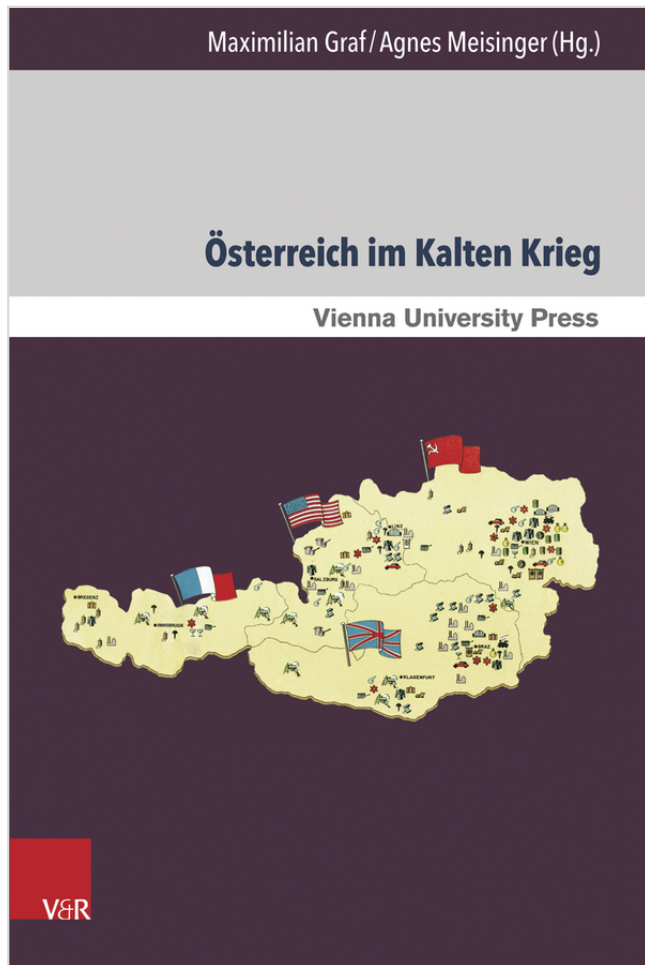 Maximilian Graf / Agnes Meisinger (Hg.)
Österreich im Kalten Krieg
Vienna University Press
LINZ
WIEN
SALZBURG
BREGENZ
INNSBRUCK
GRAZ
KLAGENFURT
V&R